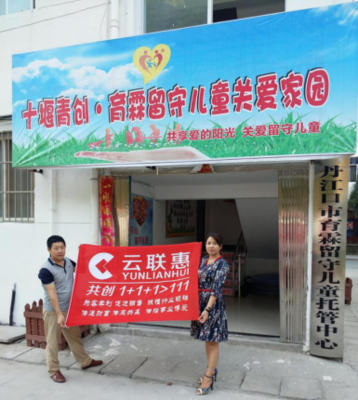 十堰青创·育霖留守儿童关爱家园
共享爱的阳光 关爱留守儿童
丹江口市育霖留守儿童托管中心
云联惠
YUNLIANHUI
共创 1+1+1>111